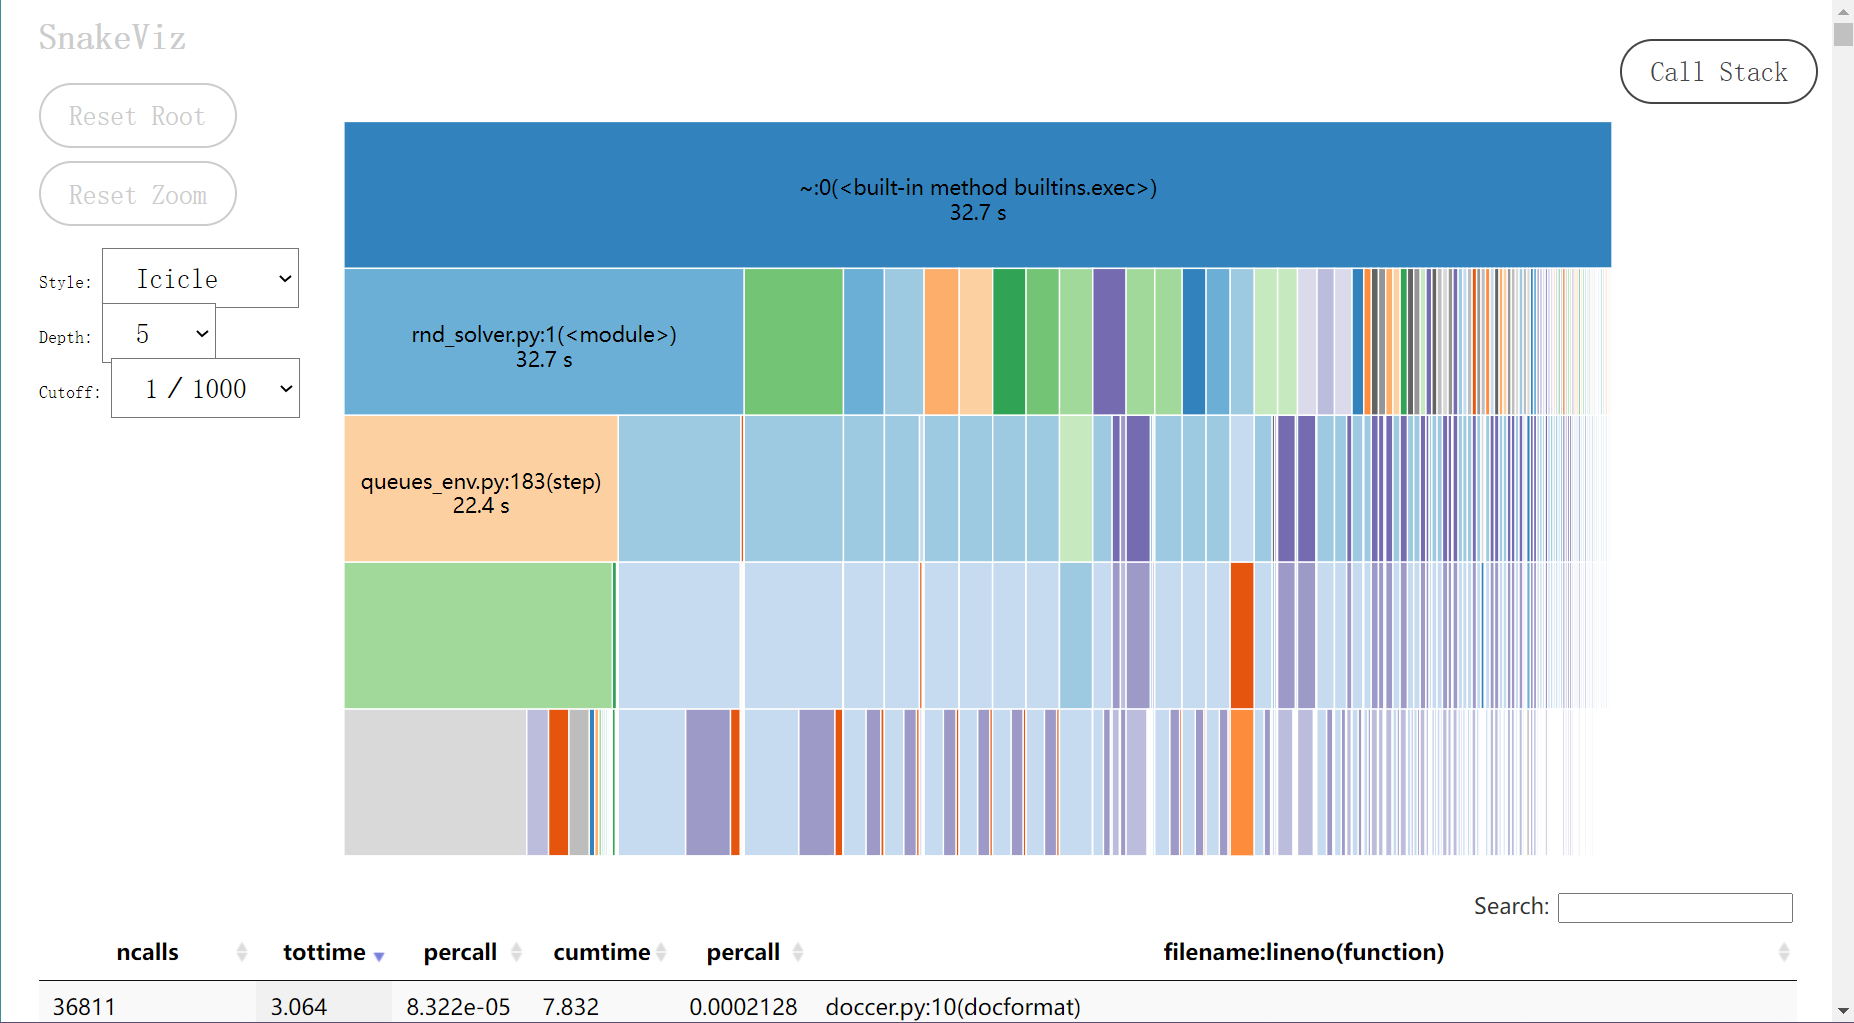 SnakeViz
Call Stack
Reset Root
Reset Zoom
Style: Icicle
Depth: 5
Cutoff: 1 / 1000
~:0(<built-in method builtins.exec>)
32.7 s
rnd_solver.py:1(<module>)
32.7 s
queues_env.py:183(step)
22.4 s
Search:
ncalls tottime percall cumtime percall filename:lineno(function)
36811 3.064 8.322e-05 7.832 0.0002128 doccer.py:10(docformat)